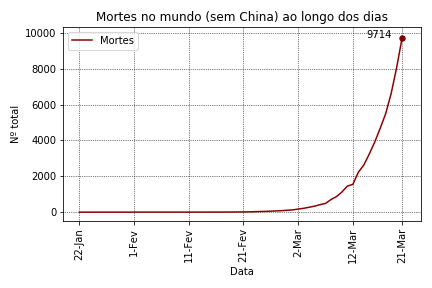 Mortes no mundo (sem China) ao longo dos dias
10000
8000
6000
4000
2000
0
Nº total
Mortes
9714
22-Jan
1-Fev
11-Fev
21-Fev
2-Mar
12-Mar
21-Mar
Data